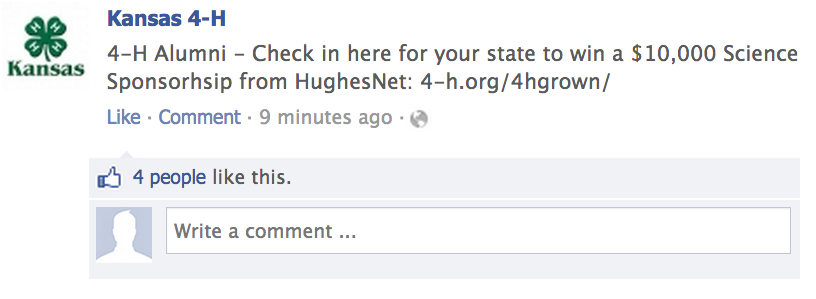 Kansas 4-H
4-H Alumni – Check in here for your state to win a $10,000 Science
Sponsorhsip from HughesNet: 4-h.org/4hgrown/
Like · Comment · 9 minutes ago ·
4 people like this.
Write a comment ...
H H H H
Kansas